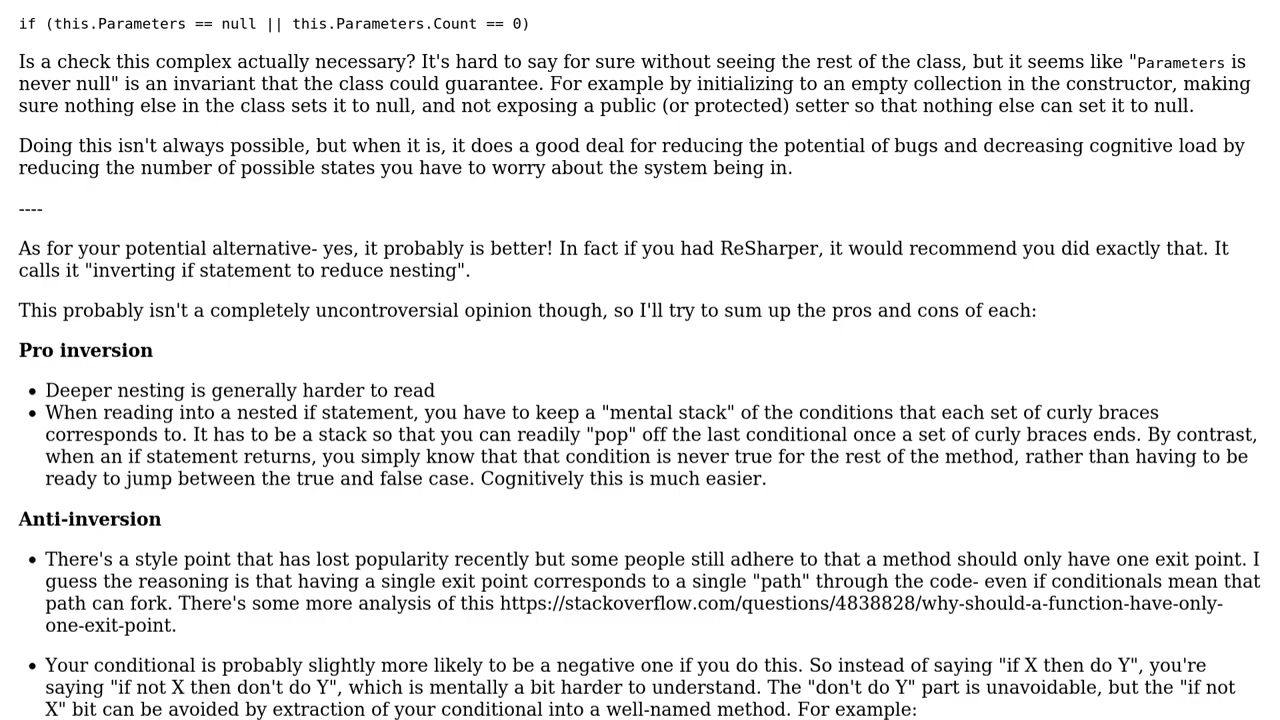 if (this.Parameters == null || this.Parameters.Count == 0)
Is a check this complex actually necessary? It's hard to say for sure without seeing the rest of the class, but it seems like "Parameters is
never null" is an invariant that the class could guarantee. For example by initializing to an empty collection in the constructor, making
sure nothing else in the class sets it to null, and not exposing a public (or protected) setter so that nothing else can set it to null.
Doing this isn't always possible, but when it is, it does a good deal for reducing the potential of bugs and decreasing cognitive load by
reducing the number of possible states you have to worry about the system being in.
----
As for your potential alternative- yes, it probably is better! In fact if you had ReSharper, it would recommend you did exactly that. It
calls it "inverting if statement to reduce nesting".
This probably isn't a completely uncontroversial opinion though, so I'll try to sum up the pros and cons of each:
Pro inversion
• Deeper nesting is generally harder to read
• When reading into a nested if statement, you have to keep a "mental stack" of the conditions that each set of curly braces
corresponds to. It has to be a stack so that you can readily "pop" off the last conditional once a set of curly braces ends. By contrast,
when an if statement returns, you simply know that that condition is never true for the rest of the method, rather than having to be
ready to jump between the true and false case. Cognitively this is much easier.
Anti-inversion
• There's a style point that has lost popularity recently but some people still adhere to that a method should only have one exit point. I
guess the reasoning is that having a single exit point corresponds to a single "path" through the code- even if conditionals mean that
path can fork. There's some more analysis of this https://stackoverflow.com/questions/4838828/why-should-a-function-have-only-
one-exit-point.
• Your conditional is probably slightly more likely to be a negative one if you do this. So instead of saying "if X then do Y", you're
saying "if not X then don't do Y", which is mentally a bit harder to understand. The "don't do Y" part is unavoidable, but the "if not
X" bit can be avoided by extraction of your conditional into a well-named method. For example: